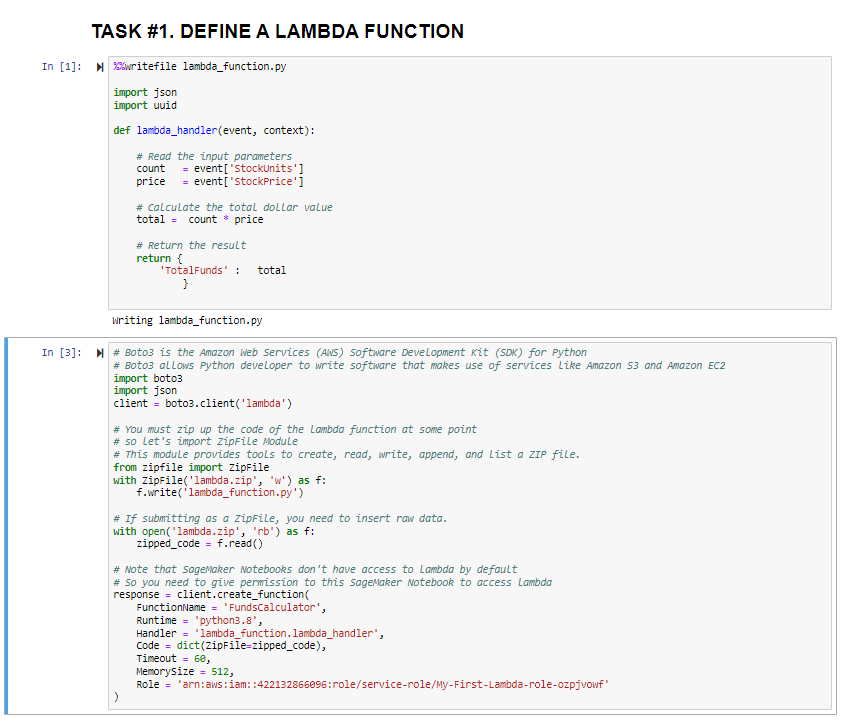 TASK #1. DEFINE A LAMBDA FUNCTION
In [1]:
%%writefile lambda_function.py
import json
import uuid
def lambda_handler(event, context):
# Read the input parameters
count   = event['StockUnits']
price   = event['StockPrice']
# Calculate the total dollar value
total =  count * price
# Return the result
return {
'TotalFunds' :   total
}
Writing lambda_function.py
In [3]:
# Boto3 is the Amazon Web Services (AWS) Software Development Kit (SDK) for Python
# Boto3 allows Python developer to write software that makes use of services like Amazon S3 and Amazon EC2
import boto3
import json
client = boto3.client('lambda')
# You must zip up the code of the lambda function at some point
# so let's import ZipFile Module
# This module provides tools to create, read, write, append, and list a ZIP file.
from zipfile import ZipFile
with ZipFile('lambda.zip', 'w') as f:
f.write('lambda_function.py')
# If submitting as a ZipFile, you need to insert raw data.
with open('lambda.zip', 'rb') as f:
zipped_code = f.read()
# Note that SageMaker Notebooks don't have access to lambda by default
# So you need to give permission to this SageMaker Notebook to access lambda
response = client.create_function(
FunctionName = 'FundsCalculator',
Runtime = 'python3.8',
Handler = 'lambda_function.lambda_handler',
Code = dict(ZipFile=zipped_code),
Timeout = 60,
MemorySize = 512,
Role = 'arn:aws:iam::422132866096:role/service-role/My-First-Lambda-role-ozpjvowf'
)